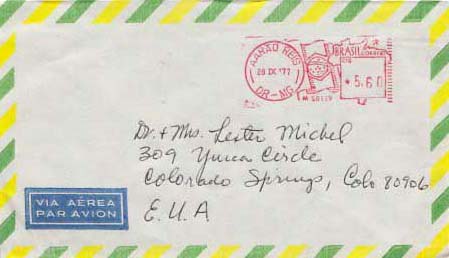 AARÃO REIS
28 IX '77
DR-MG
BRASIL CORREIO
5,60
Dr. & Mrs. Lester Michel
309 Yucca Circle
Colorado Springs, Colo 80906
E.U.A
VIA AÉREA
PAR AVION